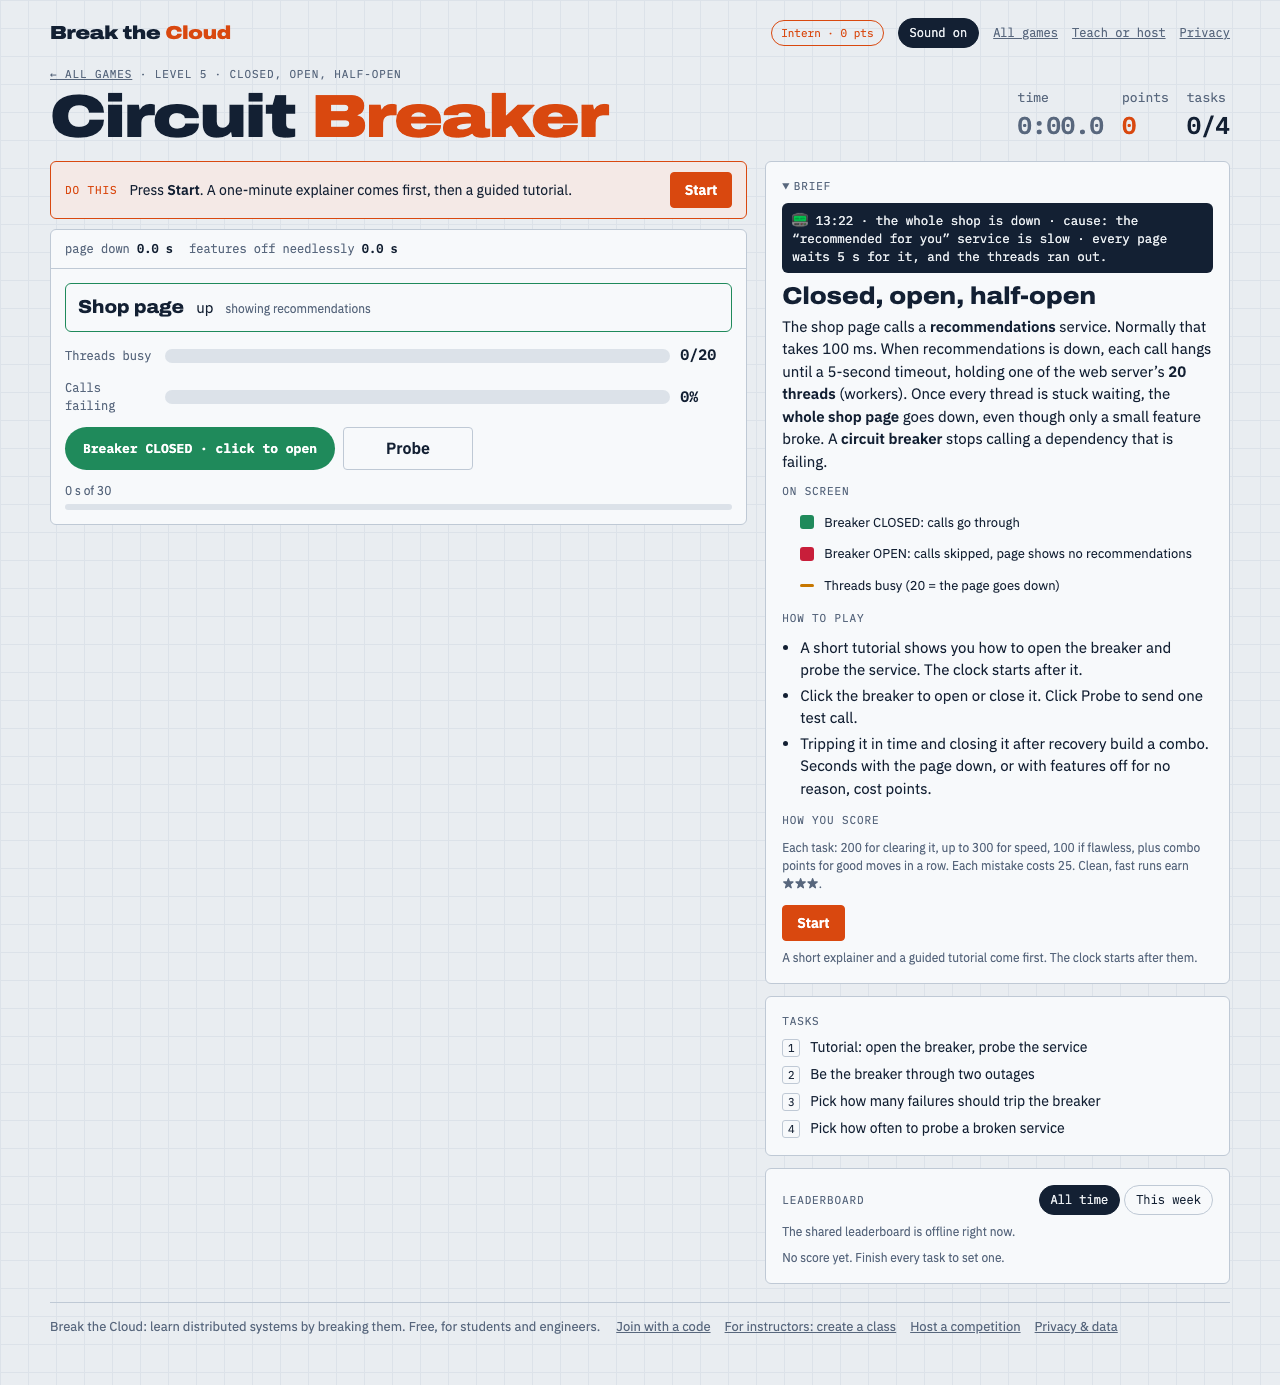 Break the Cloud
Intern · 0 pts
Sound on
All games
Teach or host
Privacy
← ALL GAMES · LEVEL 5 · CLOSED, OPEN, HALF-OPEN
Circuit Breaker
time
0:00.0
points
0
tasks
0/4
DO THIS Press Start. A one-minute explainer comes first, then a guided tutorial.
Start
page down 0.0 s features off needlessly 0.0 s
Shop page up showing recommendations
Threads busy 0/20
Calls
failing
0%
Breaker CLOSED · click to open
Probe
0 s of 30
▼ BRIEF
13:22 · the whole shop is down · cause: the
“recommended for you” service is slow · every page
waits 5 s for it, and the threads ran out.
Closed, open, half-open
The shop page calls a recommendations service. Normally that
takes 100 ms. When recommendations is down, each call hangs
until a 5-second timeout, holding one of the web server’s 20
threads (workers). Once every thread is stuck waiting, the
whole shop page goes down, even though only a small feature
broke. A circuit breaker stops calling a dependency that is
failing.
ON SCREEN
Breaker CLOSED: calls go through
Breaker OPEN: calls skipped, page shows no recommendations
Threads busy (20 = the page goes down)
HOW TO PLAY
• A short tutorial shows you how to open the breaker and
probe the service. The clock starts after it.
• Click the breaker to open or close it. Click Probe to send one
test call.
• Tripping it in time and closing it after recovery build a combo.
Seconds with the page down, or with features off for no
reason, cost points.
HOW YOU SCORE
Each task: 200 for clearing it, up to 300 for speed, 100 if flawless, plus combo
points for good moves in a row. Each mistake costs 25. Clean, fast runs earn
★★★.
Start
A short explainer and a guided tutorial come first. The clock starts after them.
TASKS
1 Tutorial: open the breaker, probe the service
2 Be the breaker through two outages
3 Pick how many failures should trip the breaker
4 Pick how often to probe a broken service
LEADERBOARD
All time
This week
The shared leaderboard is offline right now.
No score yet. Finish every task to set one.
Break the Cloud: learn distributed systems by breaking them. Free, for students and engineers.
Join with a code
For instructors: create a class
Host a competition
Privacy & data